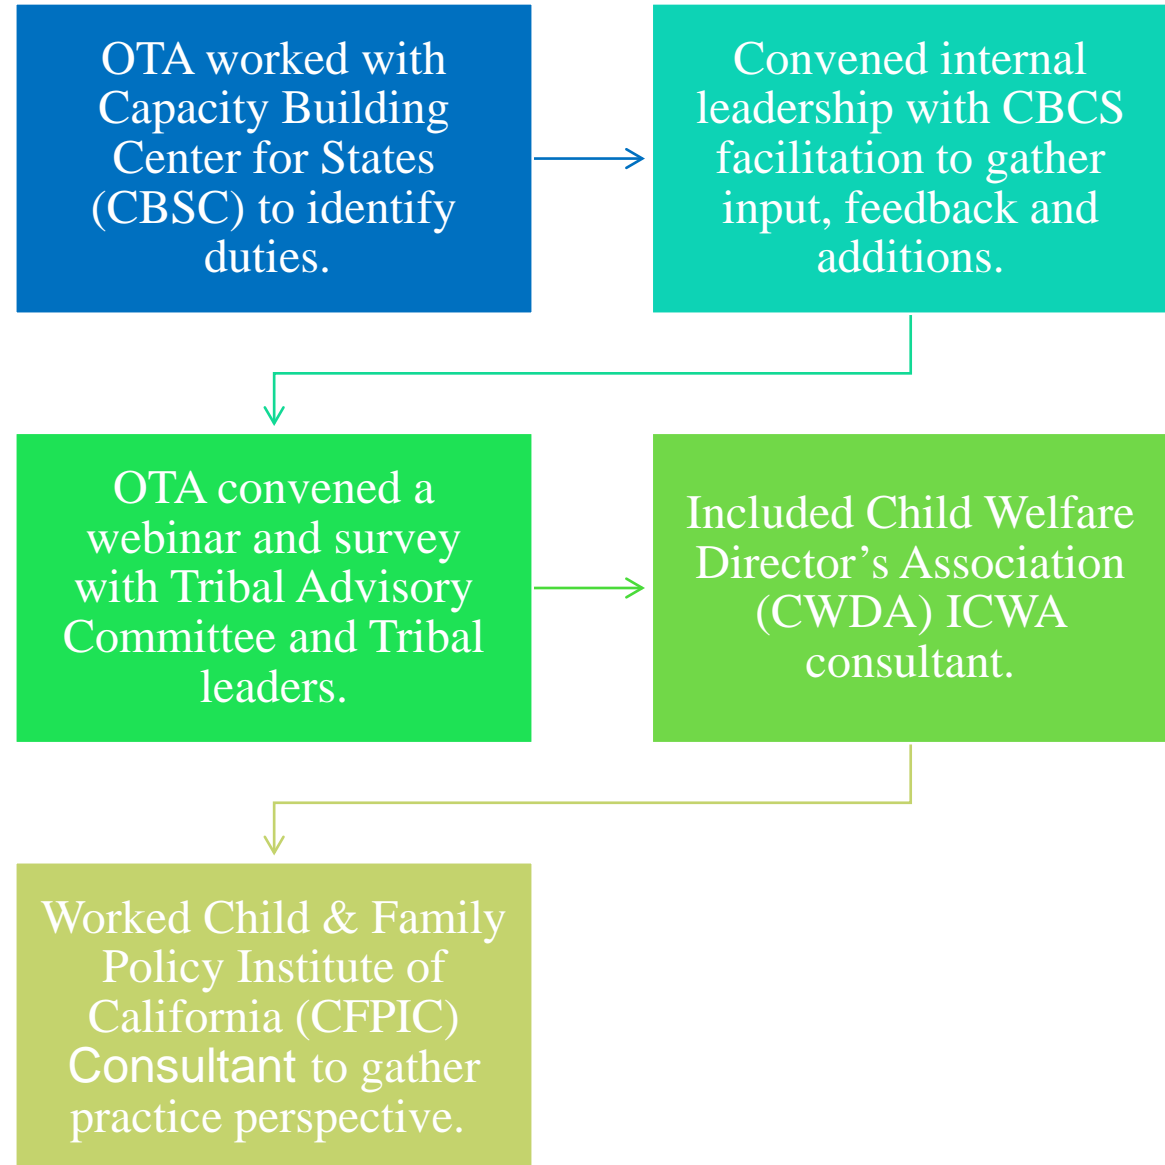 OTA worked with
Capacity Building
Center for States
(CBSC) to identify
duties.
Convened internal
leadership with CBCS
facilitation to gather
input, feedback and
additions.
OTA convened a
webinar and survey
with Tribal Advisory
Committee and Tribal
leaders.
Included Child Welfare
Director’s Association
(CWDA) ICWA
consultant.
Worked Child & Family
Policy Institute of
California (CFPIC)
Consultant to gather
practice perspective.